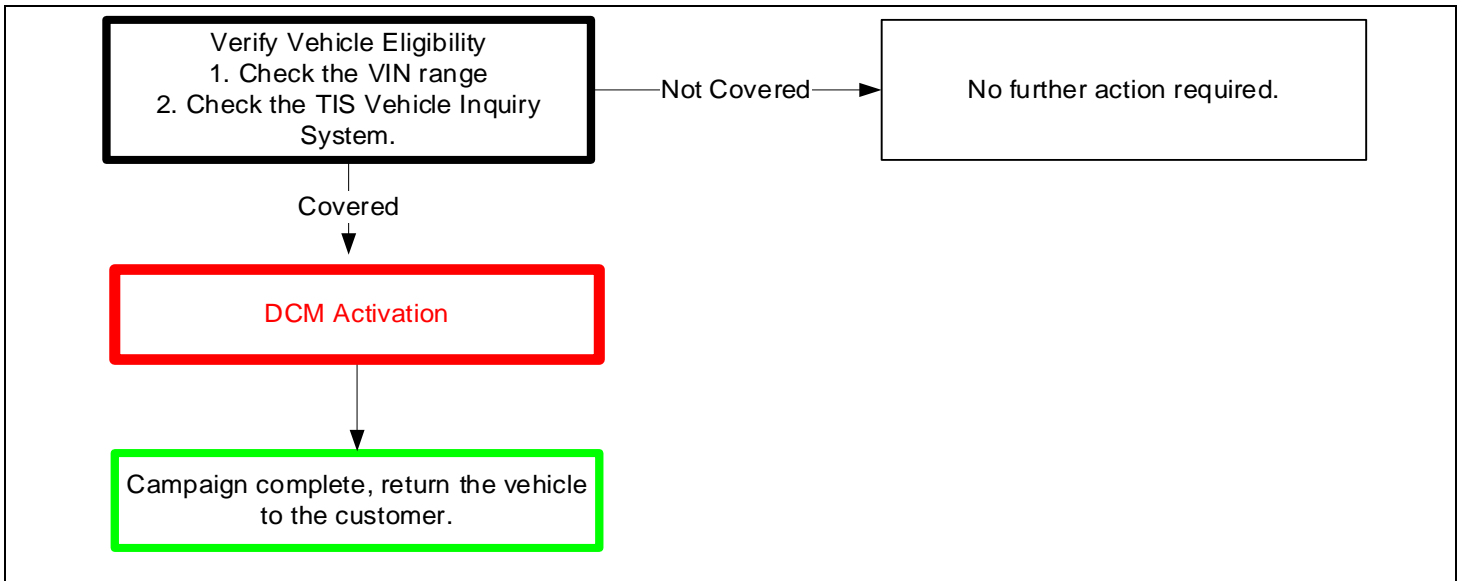 Verify Vehicle Eligibility
1. Check the VIN range
2. Check the TIS Vehicle Inquiry
System.
Not Covered
No further action required.
Covered
DCM Activation
Campaign complete, return the vehicle
to the customer.